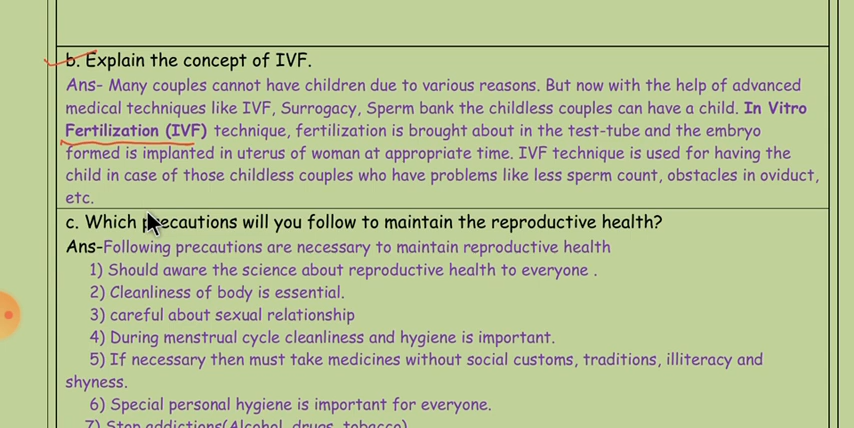 b. Explain the concept of IVF.
Ans- Many couples cannot have children due to various reasons. But now with the help of advanced
medical techniques like IVF, Surrogacy, Sperm bank the childless couples can have a child. In Vitro
Fertilization (IVF) technique, fertilization is brought about in the test-tube and the embryo
formed is implanted in uterus of woman at appropriate time. IVF technique is used for having the
child in case of those childless couples who have problems like less sperm count, obstacles in oviduct,
etc.
c. Which precautions will you follow to maintain the reproductive health?
Ans-Following precautions are necessary to maintain reproductive health
1) Should aware the science about reproductive health to everyone .
2) Cleanliness of body is essential.
3) careful about sexual relationship
4) During menstrual cycle cleanliness and hygiene is important.
5) If necessary then must take medicines without social customs, traditions, illiteracy and
shyness.
6) Special personal hygiene is important for everyone.
7) Stop addictions(Alcohol, drugs, tobacco)